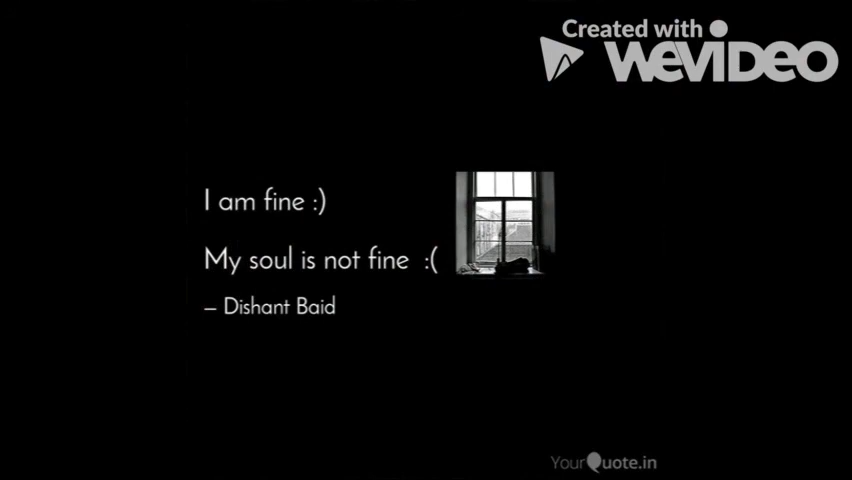 Created with
WEVIDEO
I am fine :)
My soul is not fine :(
– Dishant Baid
YourQuote.in